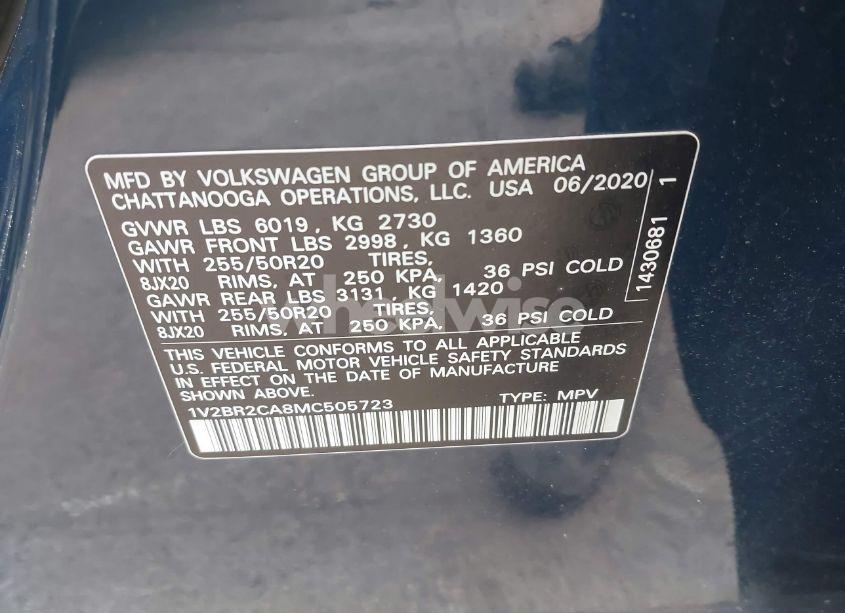 MFD BY VOLKSWAGEN GROUP OF AMERICA
CHATTANOOGA OPERATIONS, LLC. USA 06/2020
GVWR LBS 6019, KG 2730
GAWR FRONT LBS 2998, KG 1360
WITH 255/50R20 TIRES,
8JX20 RIMS, AT 250 KPA, 36 PSI COLD
GAWR REAR LBS 3131, KG 1420
WITH 255/50R20 TIRES,
8JX20 RIMS, AT 250 KPA, 36 PSI COLD
THIS VEHICLE CONFORMS TO ALL APPLICABLE
U.S. FEDERAL MOTOR VEHICLE SAFETY STANDARDS
IN EFFECT ON THE DATE OF MANUFACTURE
SHOWN ABOVE.
1V2BR2CA8MC505723 TYPE: MPV
1430681 1
wheelwise